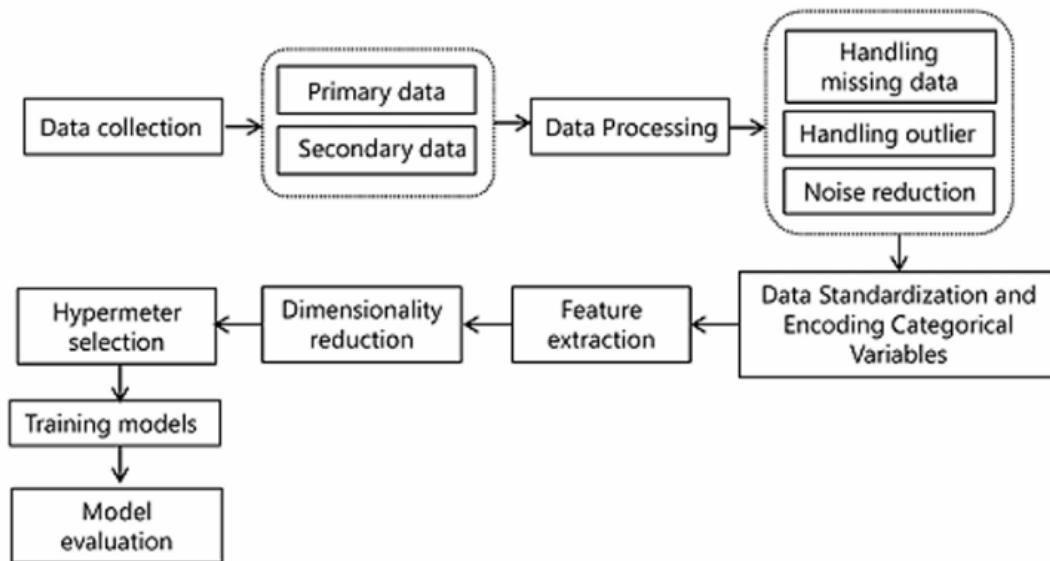 Data collection
Primary data
Secondary data
Data Processing
Handling
missing data
Handling outlier
Noise reduction
Data Standardization and
Encoding Categorical
Variables
Feature
extraction
Dimensionality
reduction
Hypermeter
selection
Training models
Model
evaluation